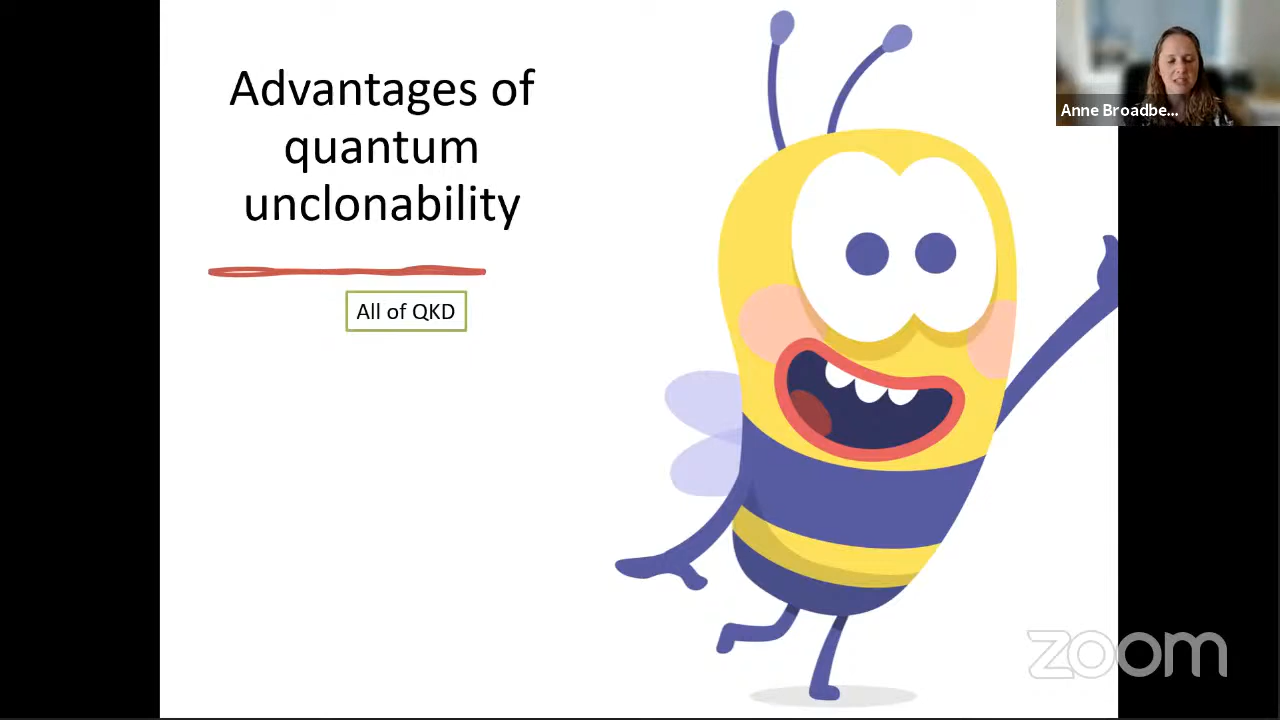 Advantages of
quantum
unclonability
All of QKD
Anne Broadbe...
zoom